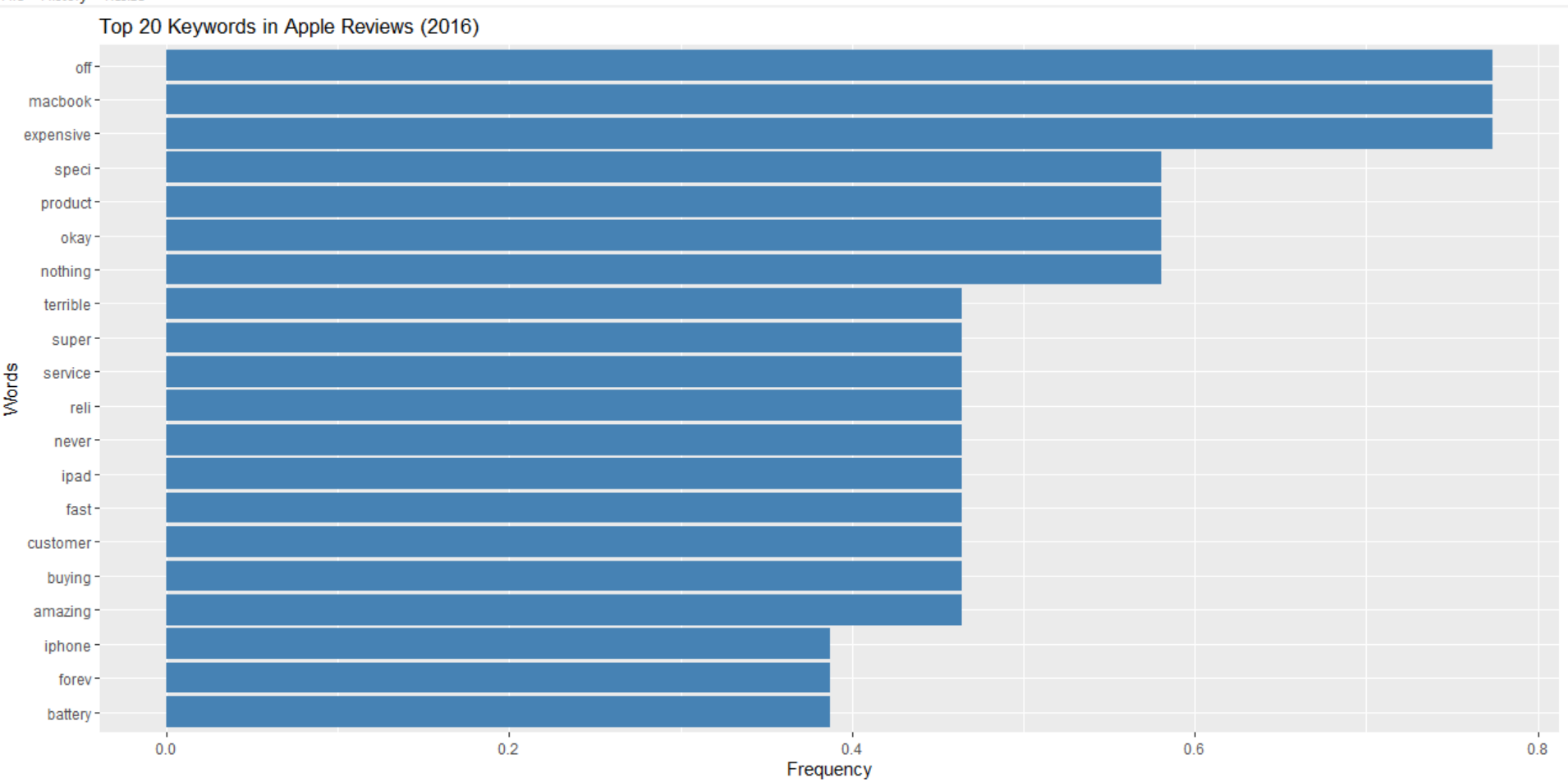 History
Top 20 Keywords in Apple Reviews (2016)
off
macbook
expensive
speci
product
okay
nothing
terrible
super
service
reli
never
ipad
fast
customer
buying
amazing
iphone
forev
battery
Words
0.0 0.2 0.4 0.6 0.8
Frequency